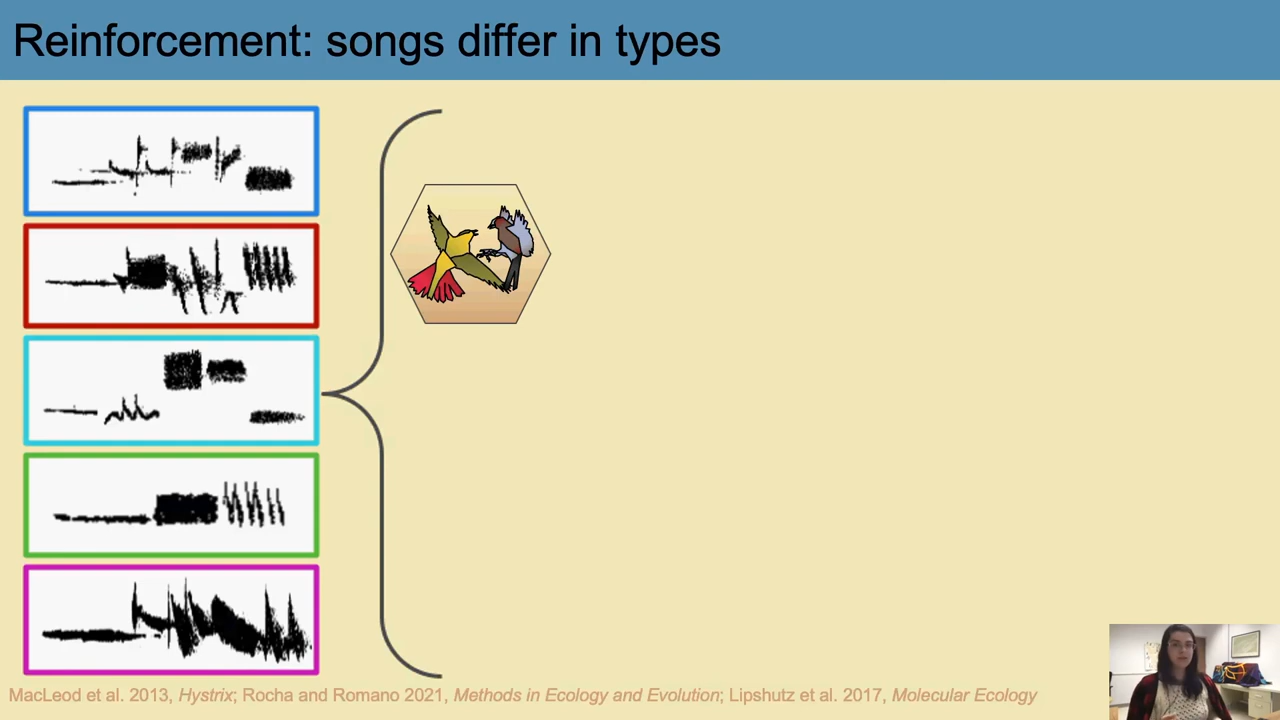 Reinforcement: songs differ in types
MacLeod et al. 2013, Hystrix; Rocha and Romano 2021, Methods in Ecology and Evolution; Lipshutz et al. 2017, Molecular Ecology